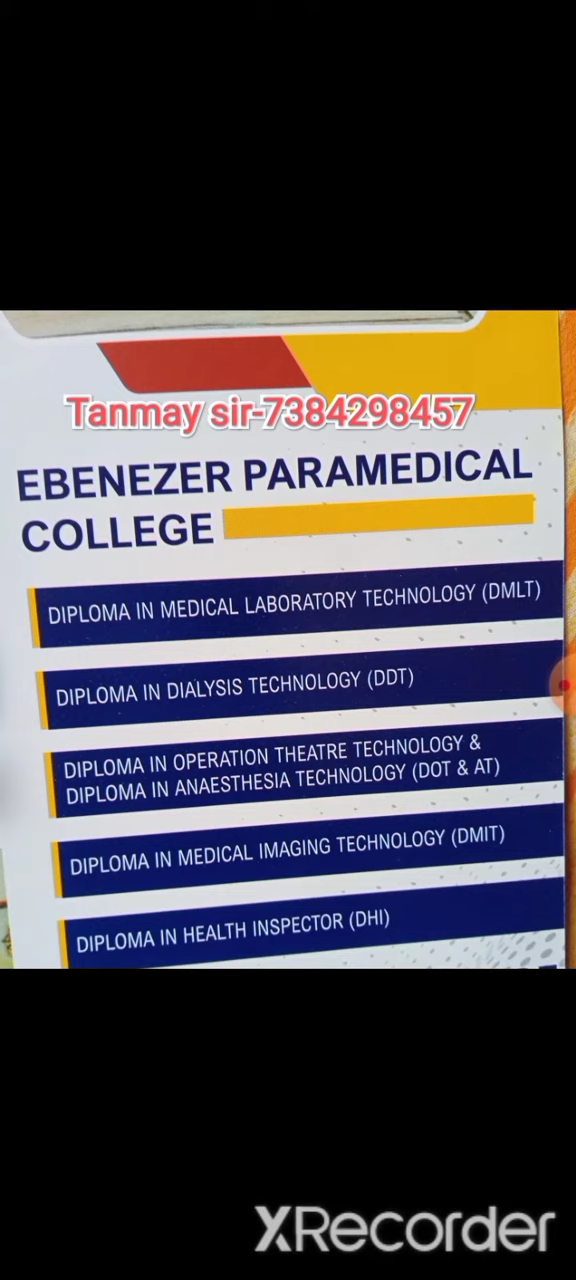 Tanmay sir-7384298457
EBENEZER PARAMEDICAL
COLLEGE
DIPLOMA IN MEDICAL LABORATORY TECHNOLOGY (DMLT)
DIPLOMA IN DIALYSIS TECHNOLOGY (DDT)
DIPLOMA IN OPERATION THEATRE TECHNOLOGY &
DIPLOMA IN ANAESTHESIA TECHNOLOGY (DOT & AT)
DIPLOMA IN MEDICAL IMAGING TECHNOLOGY (DMIT)
DIPLOMA IN HEALTH INSPECTOR (DHI)
XRecorder